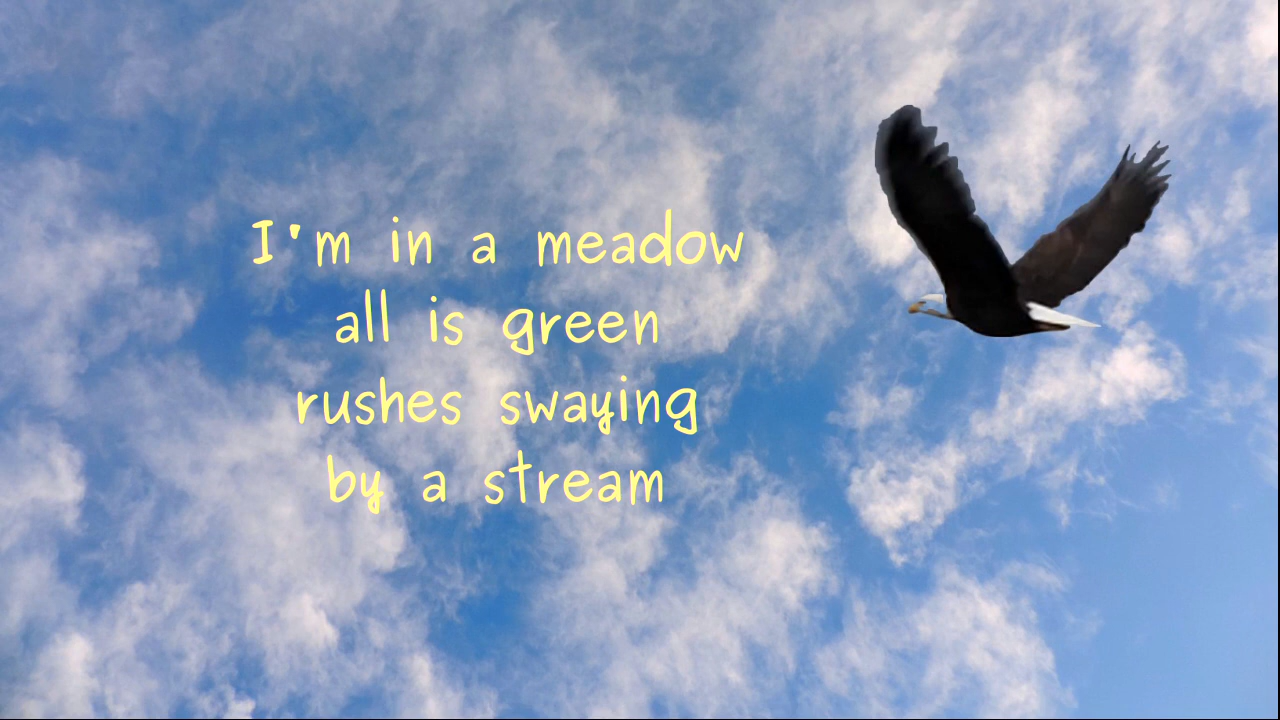 I'm in a meadow
all is green
rushes swaying
by a stream